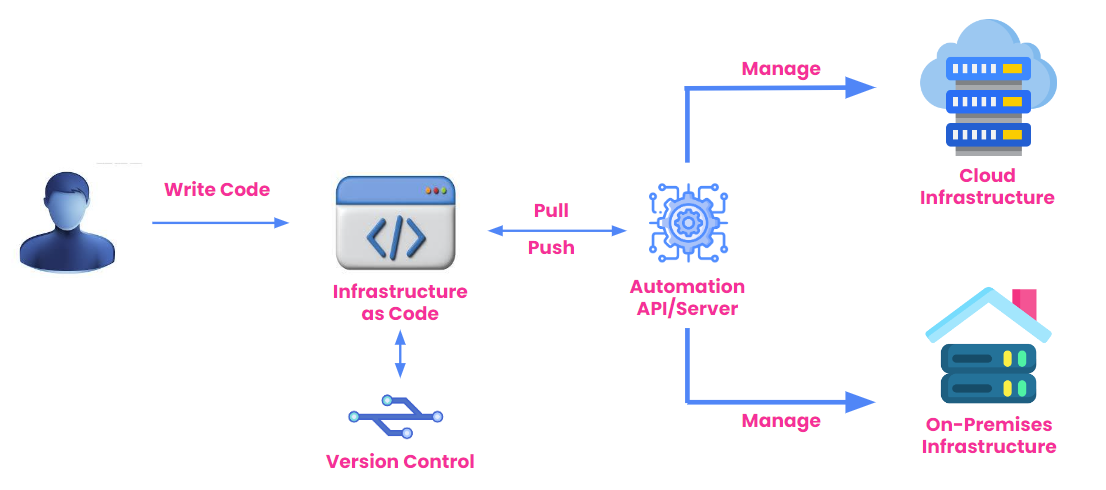 Manage
Cloud
Infrastructure
Write Code
Pull
Push
Infrastructure
as Code
Automation
API/Server
Version Control
Manage
On-Premises
Infrastructure